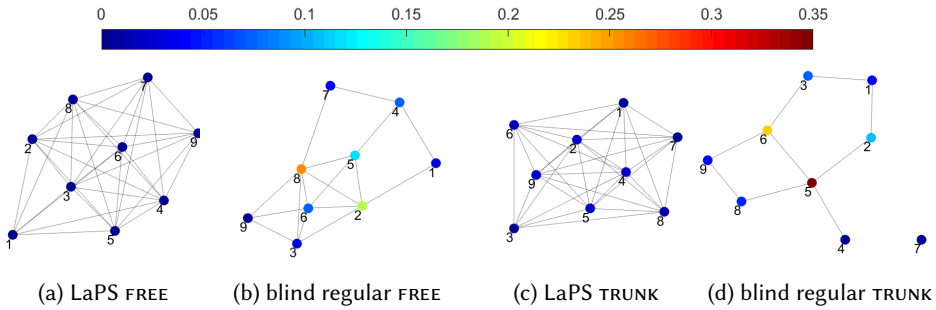 0 0.05 0.1 0.15 0.2 0.25 0.3 0.35
7 8 2 9 6 3 4 1 5
7 4 5 8 1 6 2 9 3
1 6 2 7 9 4 5 8 3
3 1 6 2 9 5 8 4 7
(a) LaPS FREE (b) blind regular FREE (c) LaPS TRUNK (d) blind regular TRUNK